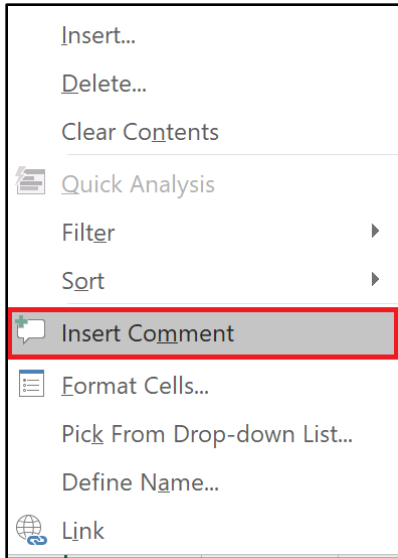 Insert...
Delete...
Clear Contents
Quick Analysis
Filter
Sort
Insert Comment
Format Cells...
Pick From Drop-down List...
Define Name...
Link